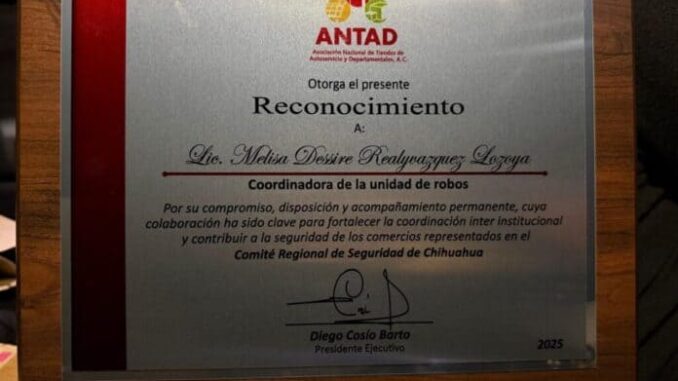 ANTAD
Asociación Nacional de Tiendas de
Autoservicio y Departamentales, A.C.
Otorga el presente
Reconocimiento
A:
Lic. Melisa Dessire Realyvazquez Lozoya
Coordinadora de la unidad de robos
Por su compromiso, disposición y acompañamiento permanente, cuya
colaboración ha sido clave para fortalecer la coordinación inter institucional
y contribuir a la seguridad de los comercios representados en el
Comité Regional de Seguridad de Chihuahua
Diego Cosío Barto
Presidente Ejecutivo
2025